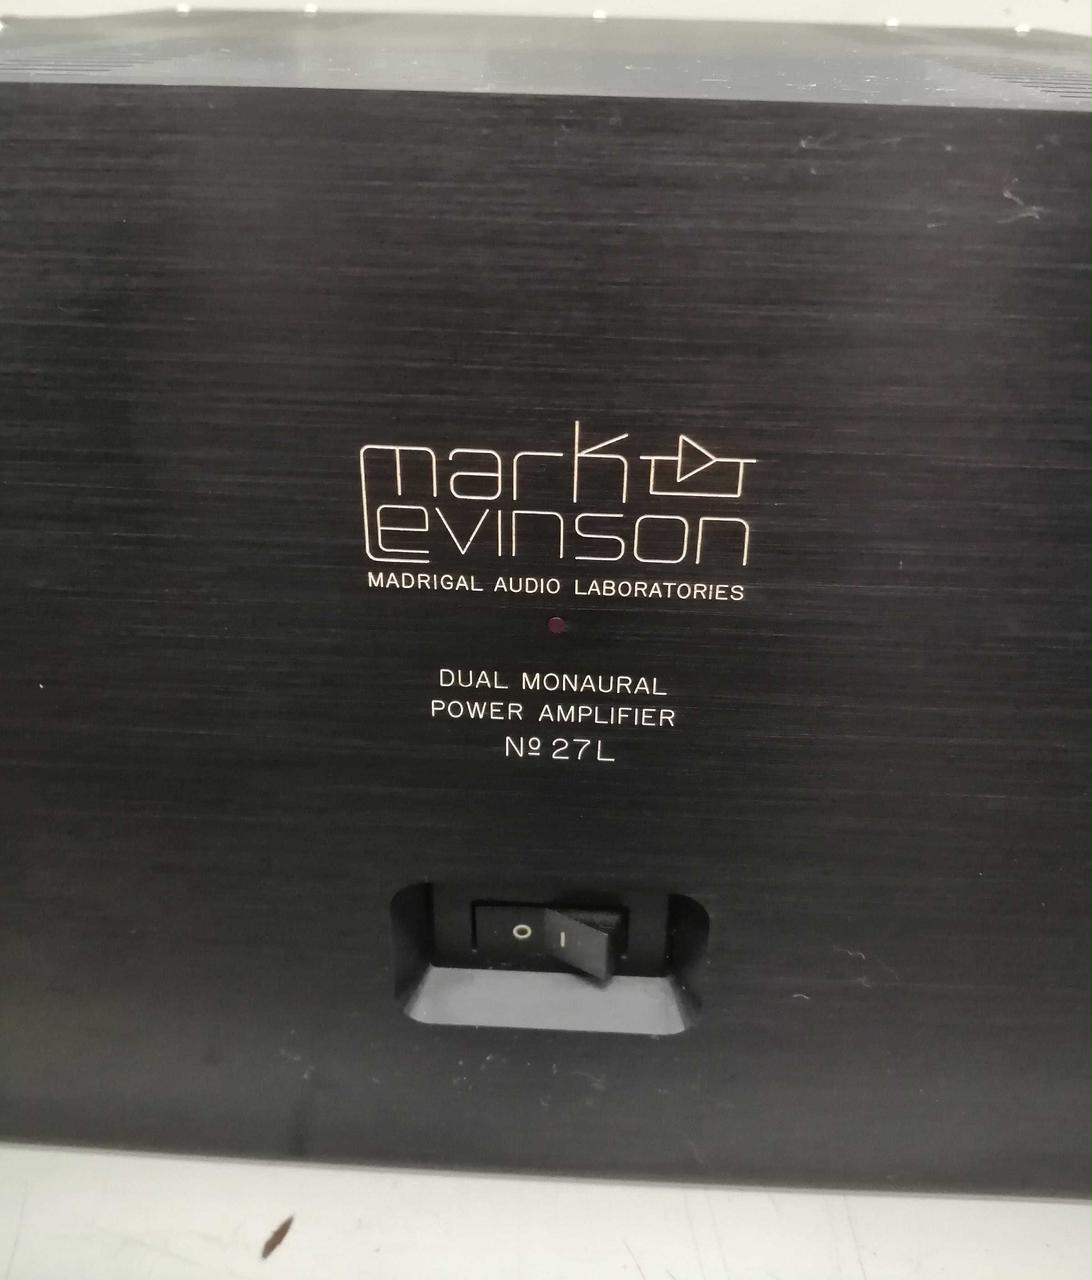 mark
levinson
MADRIGAL AUDIO LABORATORIES
DUAL MONAURAL
POWER AMPLIFIER
Nº 27L
O I